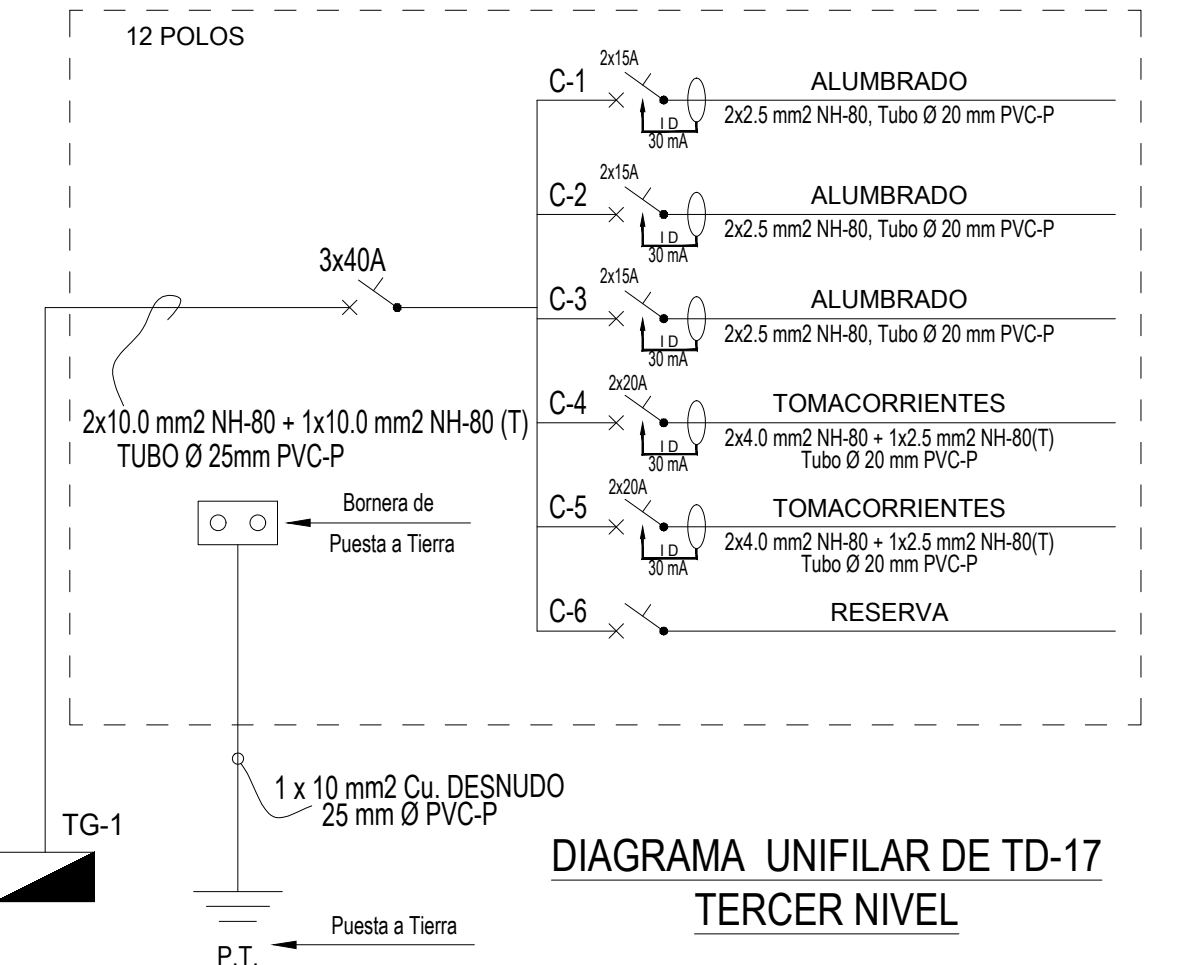 12 POLOS
2x15A
C-1
ALUMBRADO
2x2.5 mm2 NH-80, Tubo Ø 20 mm PVC-P
I D
30 mA
2x15A
C-2
ALUMBRADO
2x2.5 mm2 NH-80, Tubo Ø 20 mm PVC-P
I D
30 mA
3x40A
2x15A
C-3
ALUMBRADO
2x2.5 mm2 NH-80, Tubo Ø 20 mm PVC-P
I D
30 mA
2x20A
C-4
TOMACORRIENTES
2x4.0 mm2 NH-80 + 1x2.5 mm2 NH-80(T)
Tubo Ø 20 mm PVC-P
I D
30 mA
2x10.0 mm2 NH-80 + 1x10.0 mm2 NH-80 (T)
TUBO Ø 25mm PVC-P
2x20A
C-5
TOMACORRIENTES
2x4.0 mm2 NH-80 + 1x2.5 mm2 NH-80(T)
Tubo Ø 20 mm PVC-P
I D
30 mA
Bornera de
Puesta a Tierra
C-6
RESERVA
1 x 10 mm2 Cu. DESNUDO
25 mm Ø PVC-P
TG-1
DIAGRAMA UNIFILAR DE TD-17
TERCER NIVEL
Puesta a Tierra
P.T.